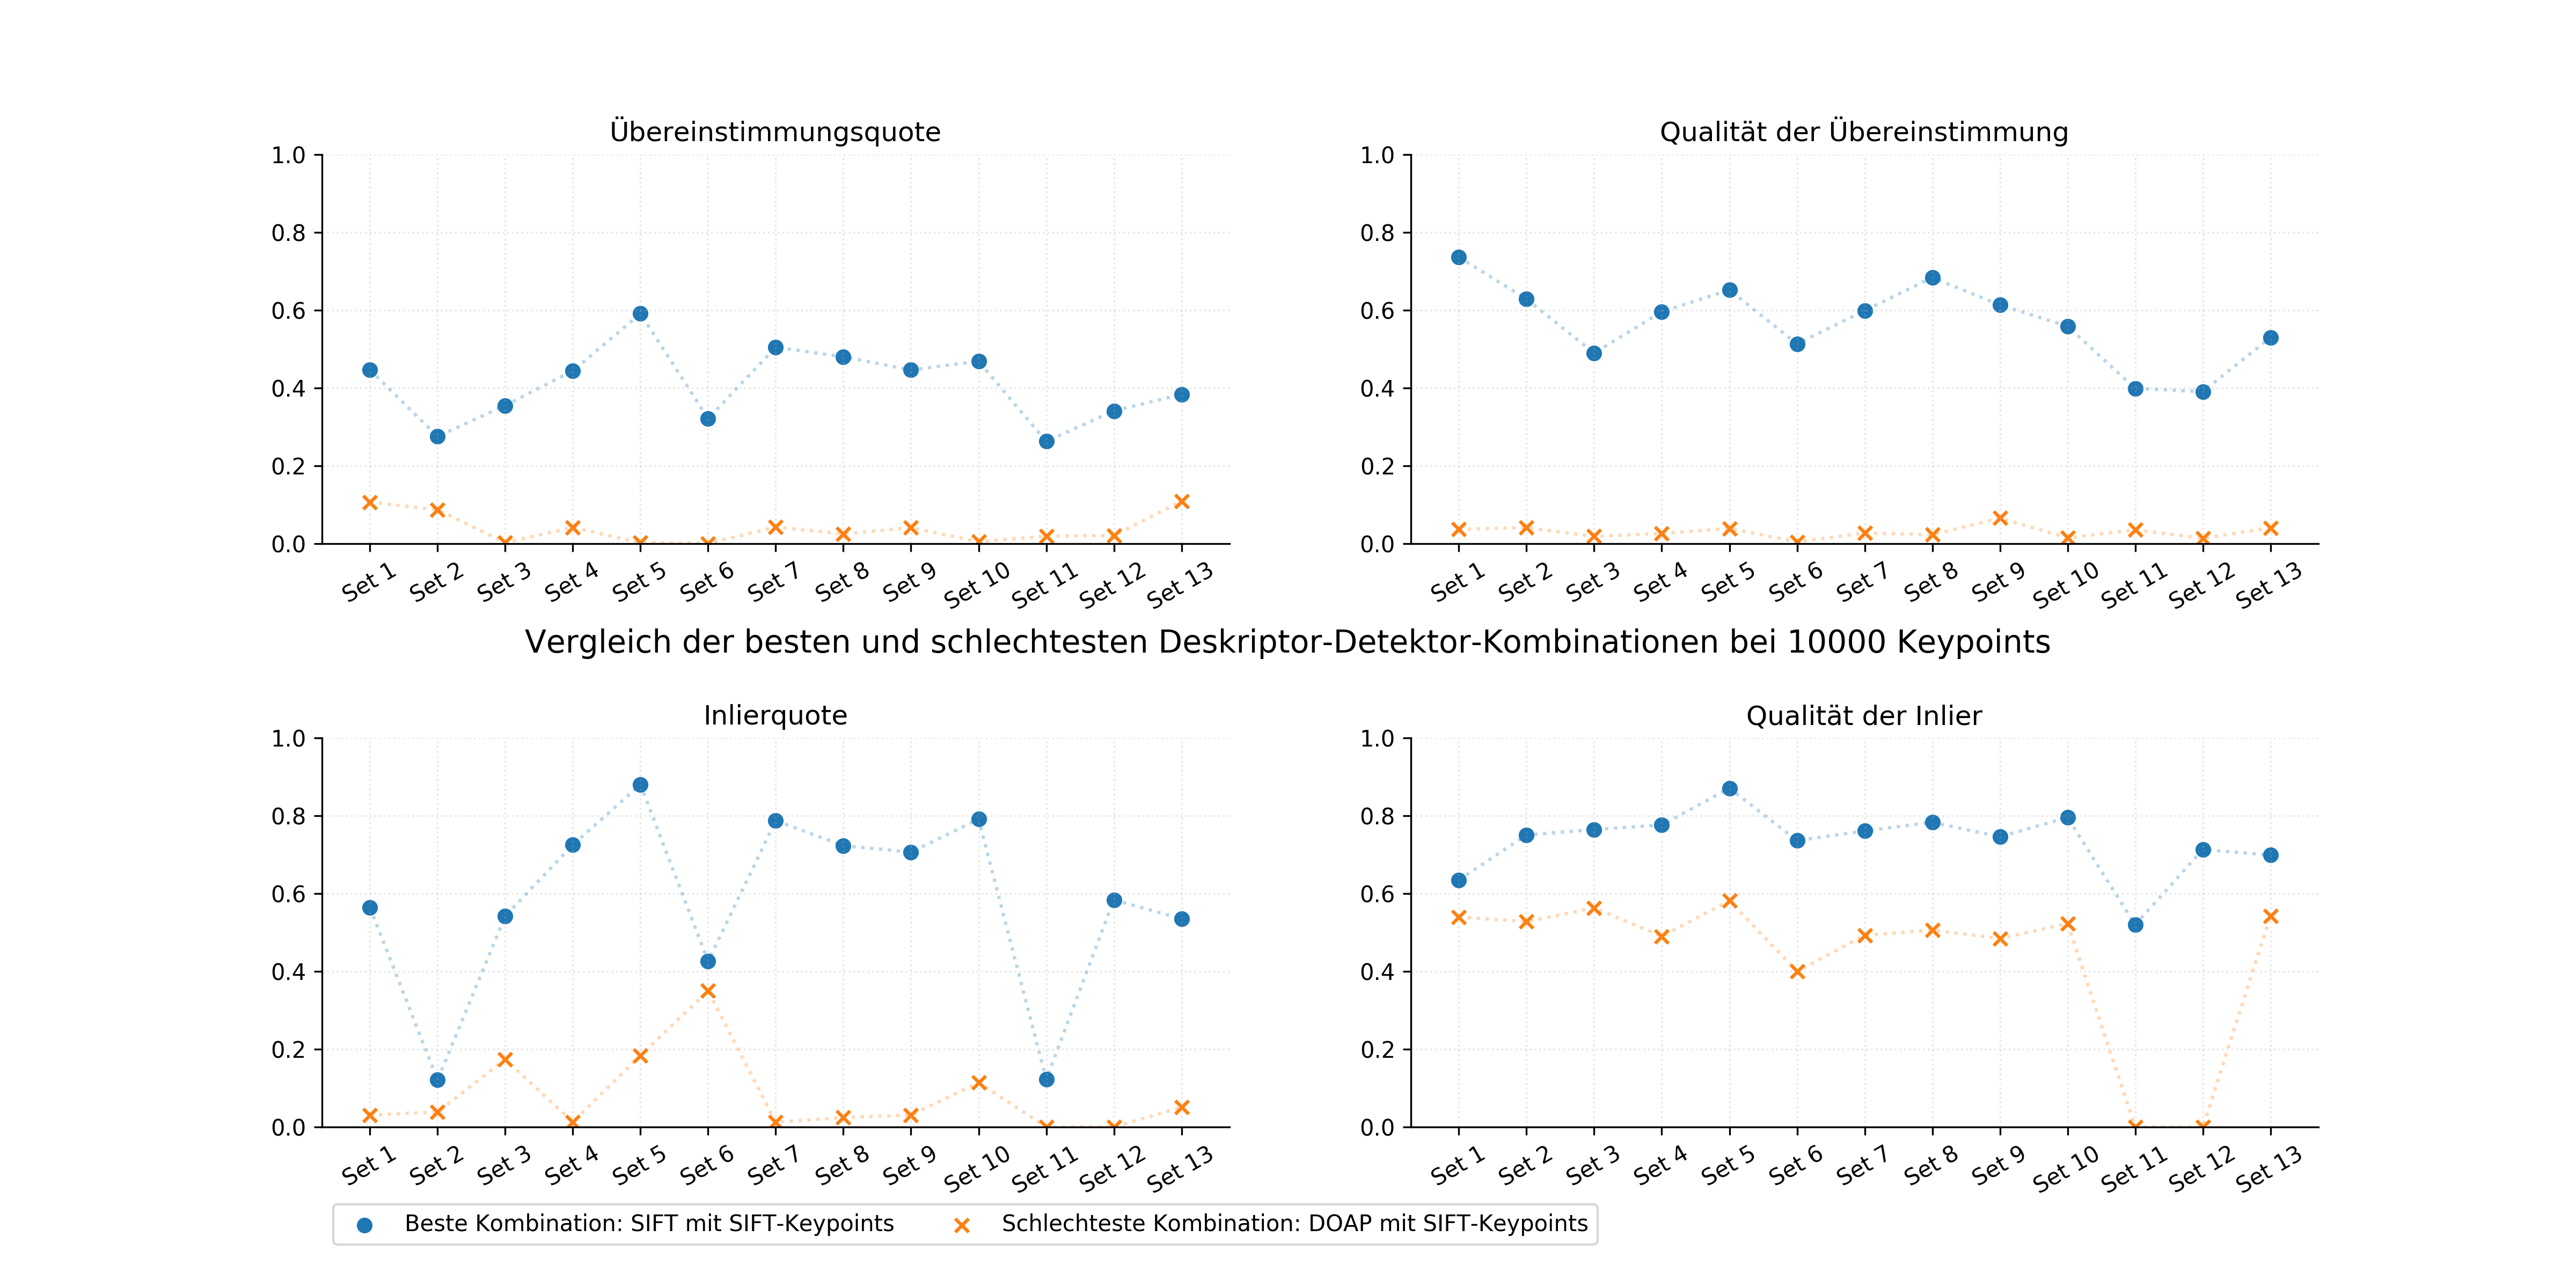 Übereinstimmungsquote
1.0
0.8
0.6
0.4
0.2
0.0
Set 1 Set 2 Set 3 Set 4 Set 5 Set 6 Set 7 Set 8 Set 9 Set 10 Set 11 Set 12 Set 13
Qualität der Übereinstimmung
1.0
0.8
0.6
0.4
0.2
0.0
Set 1 Set 2 Set 3 Set 4 Set 5 Set 6 Set 7 Set 8 Set 9 Set 10 Set 11 Set 12 Set 13
Vergleich der besten und schlechtesten Deskriptor-Detektor-Kombinationen bei 10000 Keypoints
Inlierquote
1.0
0.8
0.6
0.4
0.2
0.0
Set 1 Set 2 Set 3 Set 4 Set 5 Set 6 Set 7 Set 8 Set 9 Set 10 Set 11 Set 12 Set 13
Qualität der Inlier
1.0
0.8
0.6
0.4
0.2
0.0
Set 1 Set 2 Set 3 Set 4 Set 5 Set 6 Set 7 Set 8 Set 9 Set 10 Set 11 Set 12 Set 13
Beste Kombination: SIFT mit SIFT-Keypoints Schlechteste Kombination: DOAP mit SIFT-Keypoints